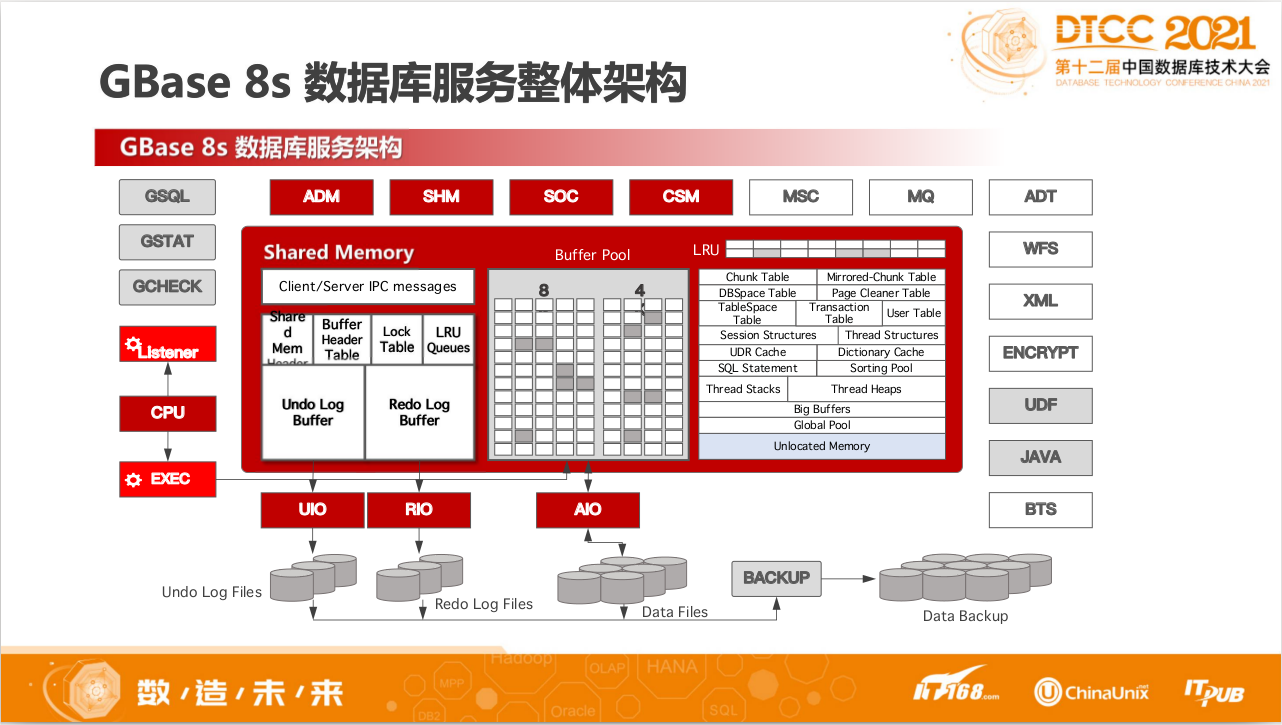 DTCC 2021
第十二届中国数据库技术大会
DATABASE TECHNOLOGY CONFERENCE CHINA 2021
GBase 8s 数据库服务整体架构
GBase 8s 数据库服务架构
GSQL
GSTAT
GCHECK
Listener
CPU
EXEC
ADM
SHM
SOC
CSM
MSC
MQ
ADT
WFS
XML
ENCRYPT
UDF
JAVA
BTS
Shared Memory
Client/Server IPC messages
Share
d
Mem
Header
Buffer
Header
Table
Lock
Table
LRU
Queues
Undo Log
Buffer
Redo Log
Buffer
Buffer Pool
8
4
LRU
Chunk Table
Mirrored-Chunk Table
DBSpace Table
Page Cleaner Table
TableSpace
Table
Transaction
Table
User Table
Session Structures
Thread Structures
UDR Cache
Dictionary Cache
SQL Statement
Sorting Pool
Thread Stacks
Thread Heaps
Big Buffers
Global Pool
Unlocated Memory
UIO
RIO
AIO
Undo Log Files
Redo Log Files
Data Files
BACKUP
Data Backup
数/造/未/来
Hadoop
MPP
DB2
OLAP
HANA
Oracle
SQL
IT168.com
ChinaUnix.net
ITPUB